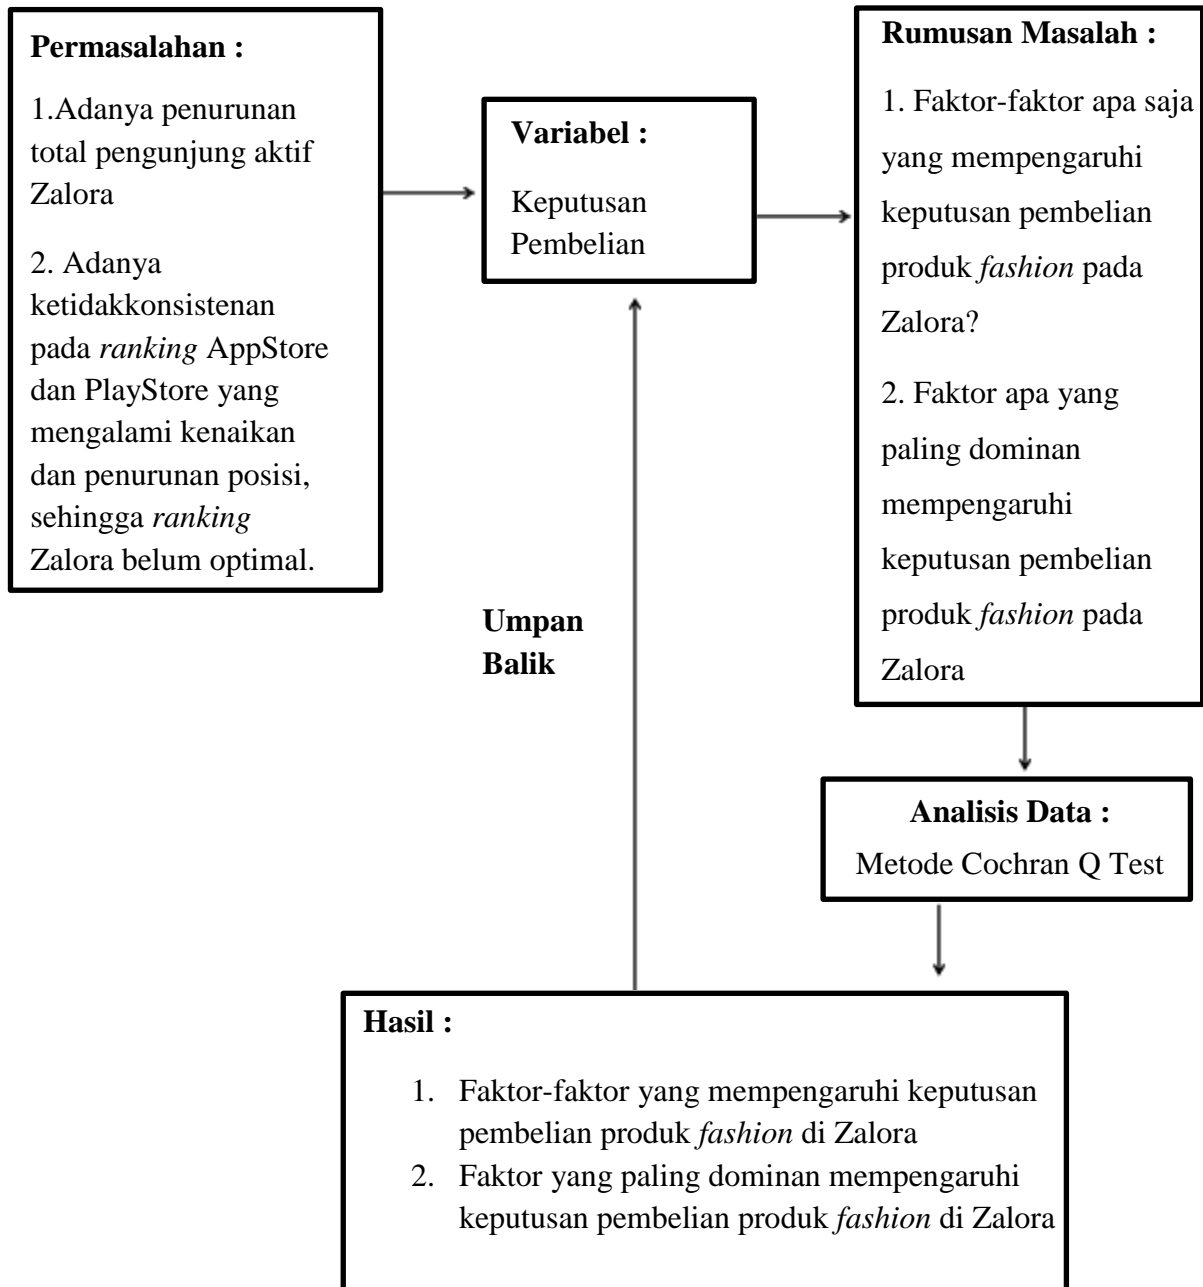 Permasalahan :
1.Adanya penurunan
total pengunjung aktif
Zalora
2. Adanya
ketidakkonsistenan
pada ranking AppStore
dan PlayStore yang
mengalami kenaikan
dan penurunan posisi,
sehingga ranking
Zalora belum optimal.
Variabel :
Keputusan
Pembelian
Rumusan Masalah :
1. Faktor-faktor apa saja
yang mempengaruhi
keputusan pembelian
produk fashion pada
Zalora?
2. Faktor apa yang
paling dominan
mempengaruhi
keputusan pembelian
produk fashion pada
Zalora
Umpan
Balik
Analisis Data :
Metode Cochran Q Test
Hasil :
1. Faktor-faktor yang mempengaruhi keputusan
pembelian produk fashion di Zalora
2. Faktor yang paling dominan mempengaruhi
keputusan pembelian produk fashion di Zalora